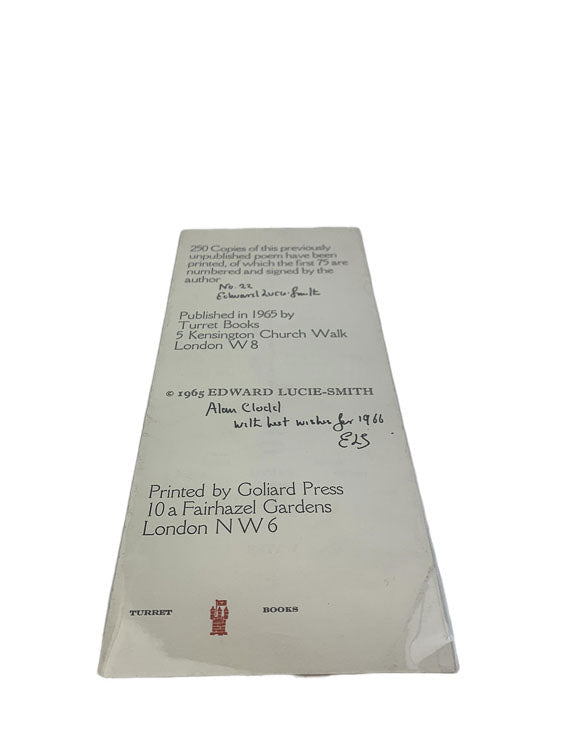 250 Copies of this previously
unpublished poem have been
printed, of which the first 75 are
numbered and signed by the
author
No. 22
Edward Lucie-Smith
Published in 1965 by
Turret Books
5 Kensington Church Walk
London W 8
© 1965 EDWARD LUCIE-SMITH
Alan Clodd
with best wishes for 1966
ELS
Printed by Goliard Press
10 a Fairhazel Gardens
London N W 6
TURRET BOOKS